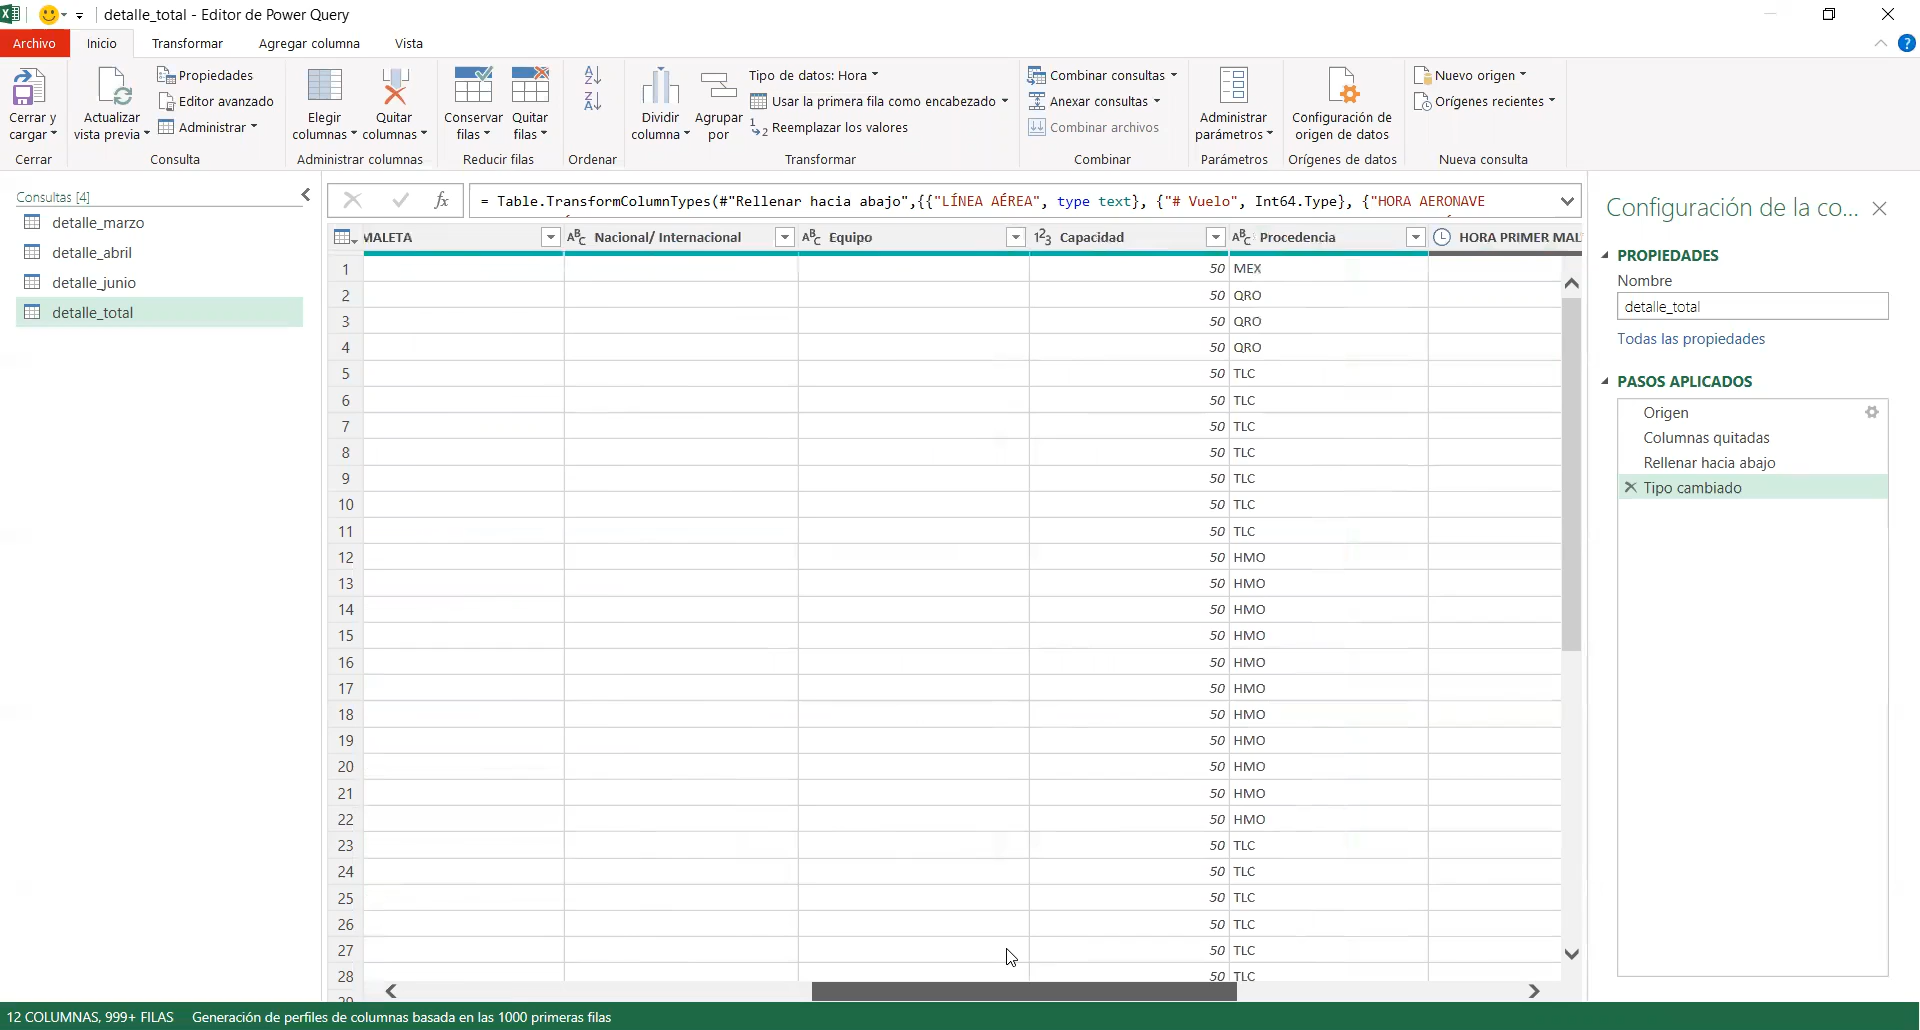 detalle_total - Editor de Power Query
Archivo Inicio Transformar Agregar columna Vista
Cerrar y cargar
Cerrar
Actualizar vista previa
Propiedades
Editor avanzado
Administrar
Consulta
Elegir columnas
Quitar columnas
Administrar columnas
Conservar filas
Quitar filas
Reducir filas
Ordenar
Dividir columna
Agrupar por
Tipo de datos: Hora
Usar la primera fila como encabezado
Reemplazar los valores
Transformar
Combinar consultas
Anexar consultas
Combinar archivos
Combinar
Administrar parámetros
Parámetros
Configuración de origen de datos
Orígenes de datos
Nuevo origen
Orígenes recientes
Nueva consulta
Consultas [4]
detalle_marzo
detalle_abril
detalle_junio
detalle_total
fx = Table.TransformColumnTypes(#"Rellenar hacia abajo",{{"LÍNEA AÉREA", type text}, {"# Vuelo", Int64.Type}, {"HORA AERONAVE
MALETA ABC Nacional/ Internacional ABC Equipo 123 Capacidad ABC Procedencia HORA PRIMER MAL
1 50 MEX
2 50 QRO
3 50 QRO
4 50 QRO
5 50 TLC
6 50 TLC
7 50 TLC
8 50 TLC
9 50 TLC
10 50 TLC
11 50 TLC
12 50 HMO
13 50 HMO
14 50 HMO
15 50 HMO
16 50 HMO
17 50 HMO
18 50 HMO
19 50 HMO
20 50 HMO
21 50 HMO
22 50 HMO
23 50 TLC
24 50 TLC
25 50 TLC
26 50 TLC
27 50 TLC
28 50 TLC
Configuración de la co...
PROPIEDADES
Nombre
detalle_total
Todas las propiedades
PASOS APLICADOS
Origen
Columnas quitadas
Rellenar hacia abajo
Tipo cambiado
12 COLUMNAS, 999+ FILAS Generación de perfiles de columnas basada en las 1000 primeras filas